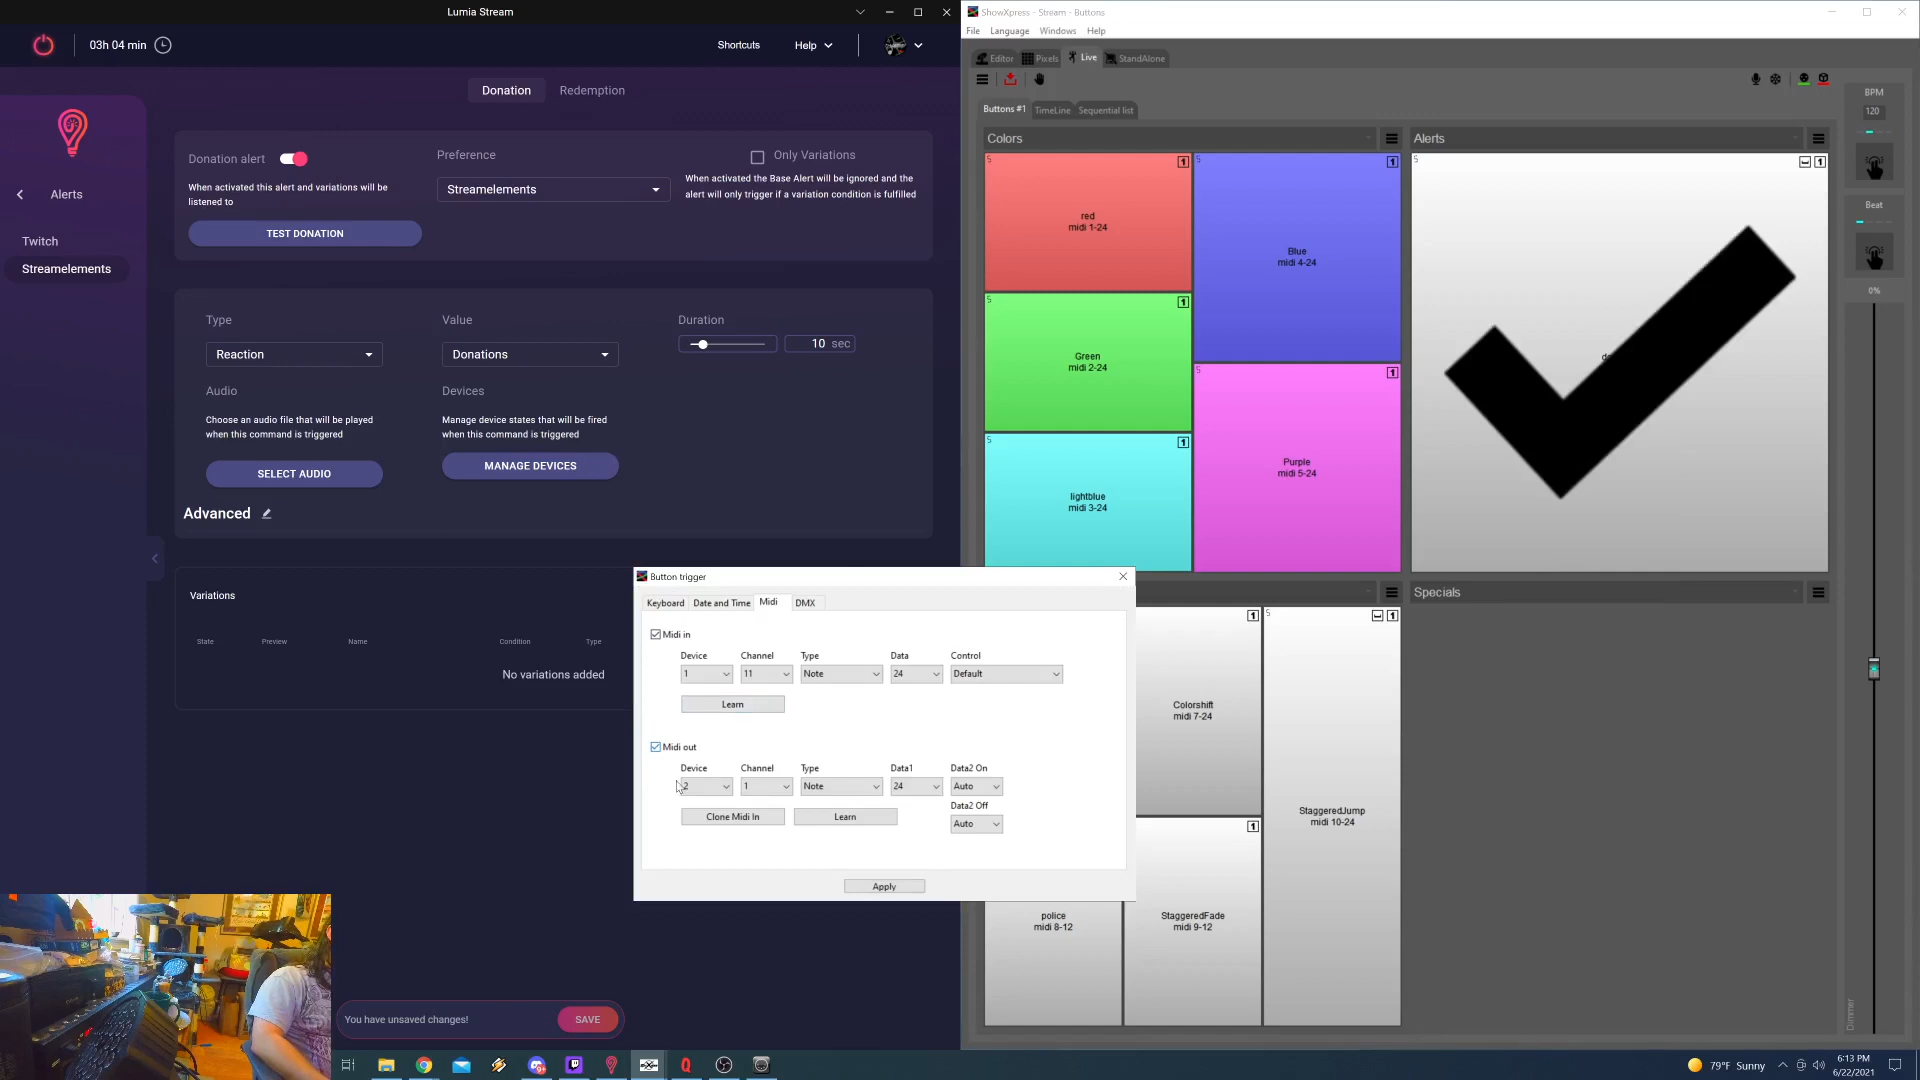 Lumia Stream
03h 04 min
Shortcuts
Help
Donation
Redemption
Alerts
Twitch
Streamelements
Donation alert
When activated this alert and variations will be
listened to
TEST DONATION
Preference
Streamelements
Only Variations
When activated the Base Alert will be ignored and the
alert will only trigger if a variation condition is fulfilled
Type
Reaction
Value
Donations
Duration
10 sec
Audio
Choose an audio file that will be played
when this command is triggered
SELECT AUDIO
Devices
Manage device states that will be fired
when this command is triggered
MANAGE DEVICES
Advanced
Variations
State
Preview
Name
Condition
Type
No variations added
You have unsaved changes!
SAVE
Button trigger
Keyboard
Date and Time
Midi
DMX
Midi in
Device
Channel
Type
Data
Control
1
11
Note
24
Default
Learn
Midi out
Device
Channel
Type
Data1
Data2 On
2
1
Note
24
Auto
Data2 Off
Auto
Clone Midi In
Learn
Apply
ShowXpress - Stream - Buttons
File
Language
Windows
Help
Editor
Pixels
Live
StandAlone
Buttons #1
TimeLine
Sequential list
Colors
S
1
red
midi 1-24
S
1
Blue
midi 4-24
S
1
Green
midi 2-24
S
1
Purple
midi 5-24
S
1
lightblue
midi 3-24
Alerts
S
1
BPM
120
Beat
0%
Dimmer
Specials
1
Colorshift
midi 7-24
S
1
StaggeredJump
midi 10-24
police
midi 8-12
1
StaggeredFade
midi 9-12
79°F Sunny
6:13 PM
6/22/2021